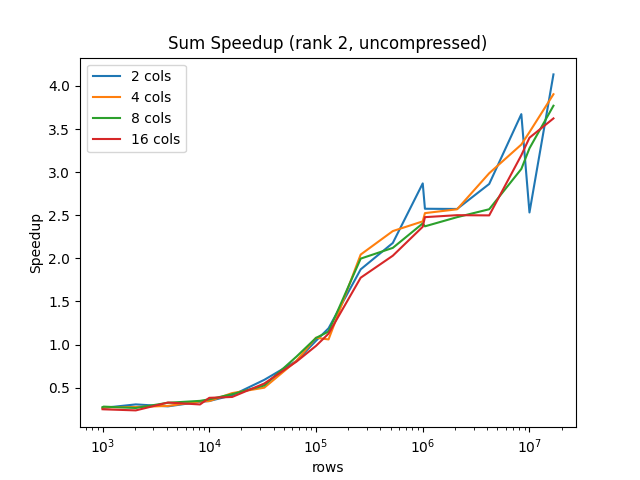 Sum Speedup (rank 2, uncompressed)
2 cols
4 cols
8 cols
16 cols
Speedup
4.0
3.5
3.0
2.5
2.0
1.5
1.0
0.5
10³
10⁴
10⁵
10⁶
10⁷
rows